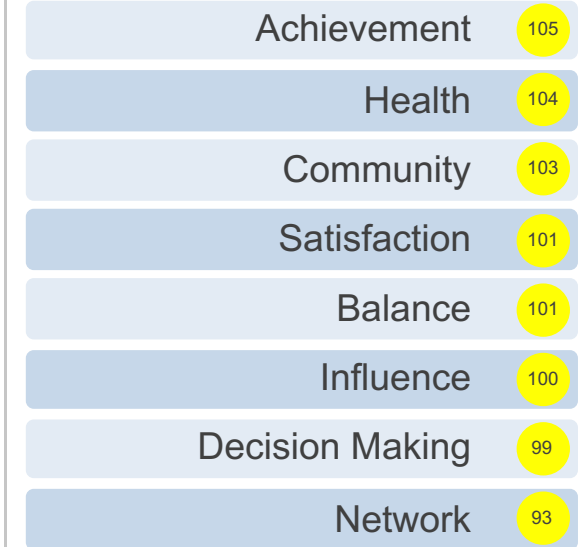 Achievement 105
Health 104
Community 103
Satisfaction 101
Balance 101
Influence 100
Decision Making 99
Network 93